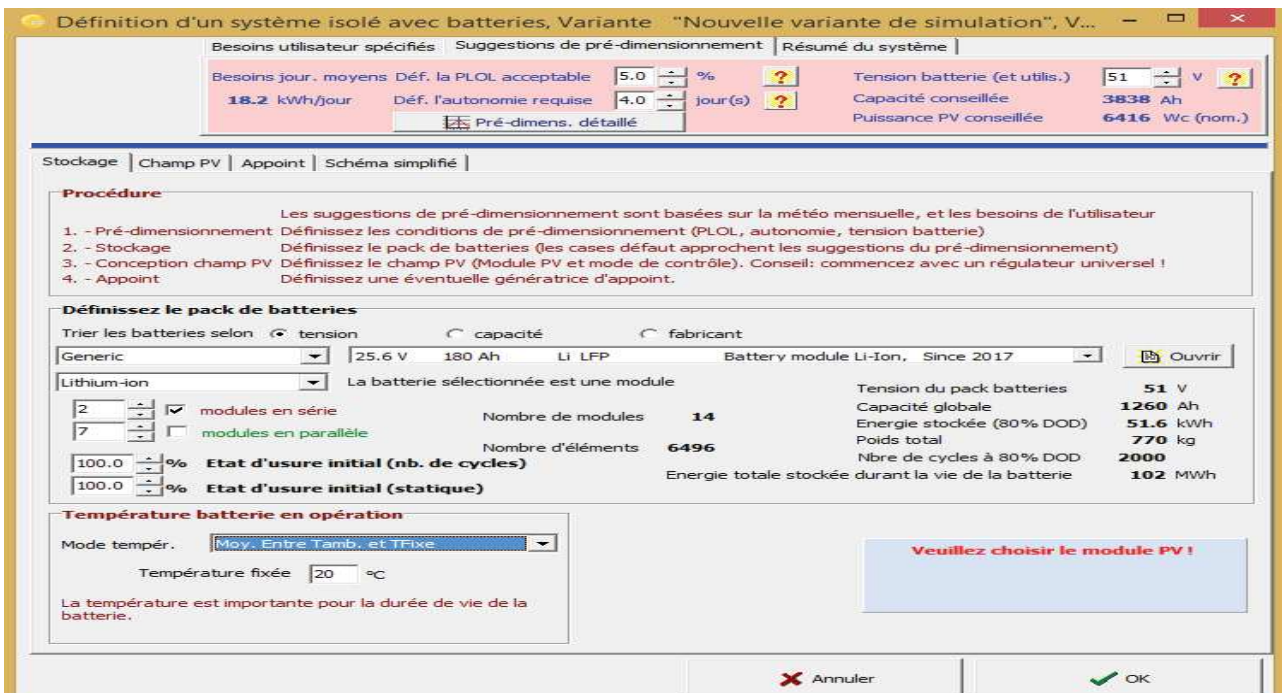 Définition d'un système isolé avec batteries, Variante "Nouvelle variante de simulation", V...
Besoins utilisateur spécifiés Suggestions de pré-dimensionnement Résumé du système
Besoins jour. moyens Déf. la PLOL acceptable 5.0 % ? Tension batterie (et utilis.) 51 V ?
18.2 kWh/jour Déf. l'autonomie requise 4.0 jour(s) ? Capacité conseillée 3838 Ah
Pré-dimens. détaillé Puissance PV conseillée 6416 Wc (nom.)
Stockage Champ PV Appoint Schéma simplifié
Procédure
Les suggestions de pré-dimensionnement sont basées sur la météo mensuelle, et les besoins de l'utilisateur
1. - Pré-dimensionnement Définissez les conditions de pré-dimensionnement (PLOL, autonomie, tension batterie)
2. - Stockage Définissez le pack de batteries (les cases défaut approchent les suggestions du pré-dimensionnement)
3. - Conception champ PV Définissez le champ PV (Module PV et mode de contrôle). Conseil: commencez avec un régulateur universel !
4. - Appoint Définissez une éventuelle génératrice d'appoint.
Définissez le pack de batteries
Trier les batteries selon tension capacité fabricant
Generic 25.6 V 180 Ah Li LFP Battery module Li-Ion, Since 2017 Ouvrir
Lithium-ion La batterie sélectionnée est une module
Tension du pack batteries 51 V
2 modules en série Nombre de modules 14 Capacité globale 1260 Ah
Energie stockée (80% DOD) 51.6 kWh
7 modules en parallèle Nombre d'éléments 6496 Poids total 770 kg
Nbre de cycles à 80% DOD 2000
100.0 % Etat d'usure initial (nb. de cycles)
Energie totale stockée durant la vie de la batterie 102 MWh
100.0 % Etat d'usure initial (statique)
Température batterie en opération
Mode tempér. Moy. Entre Tamb. et TFixe
Température fixée 20 °C
La température est importante pour la durée de vie de la
batterie.
Veuillez choisir le module PV !
Annuler OK